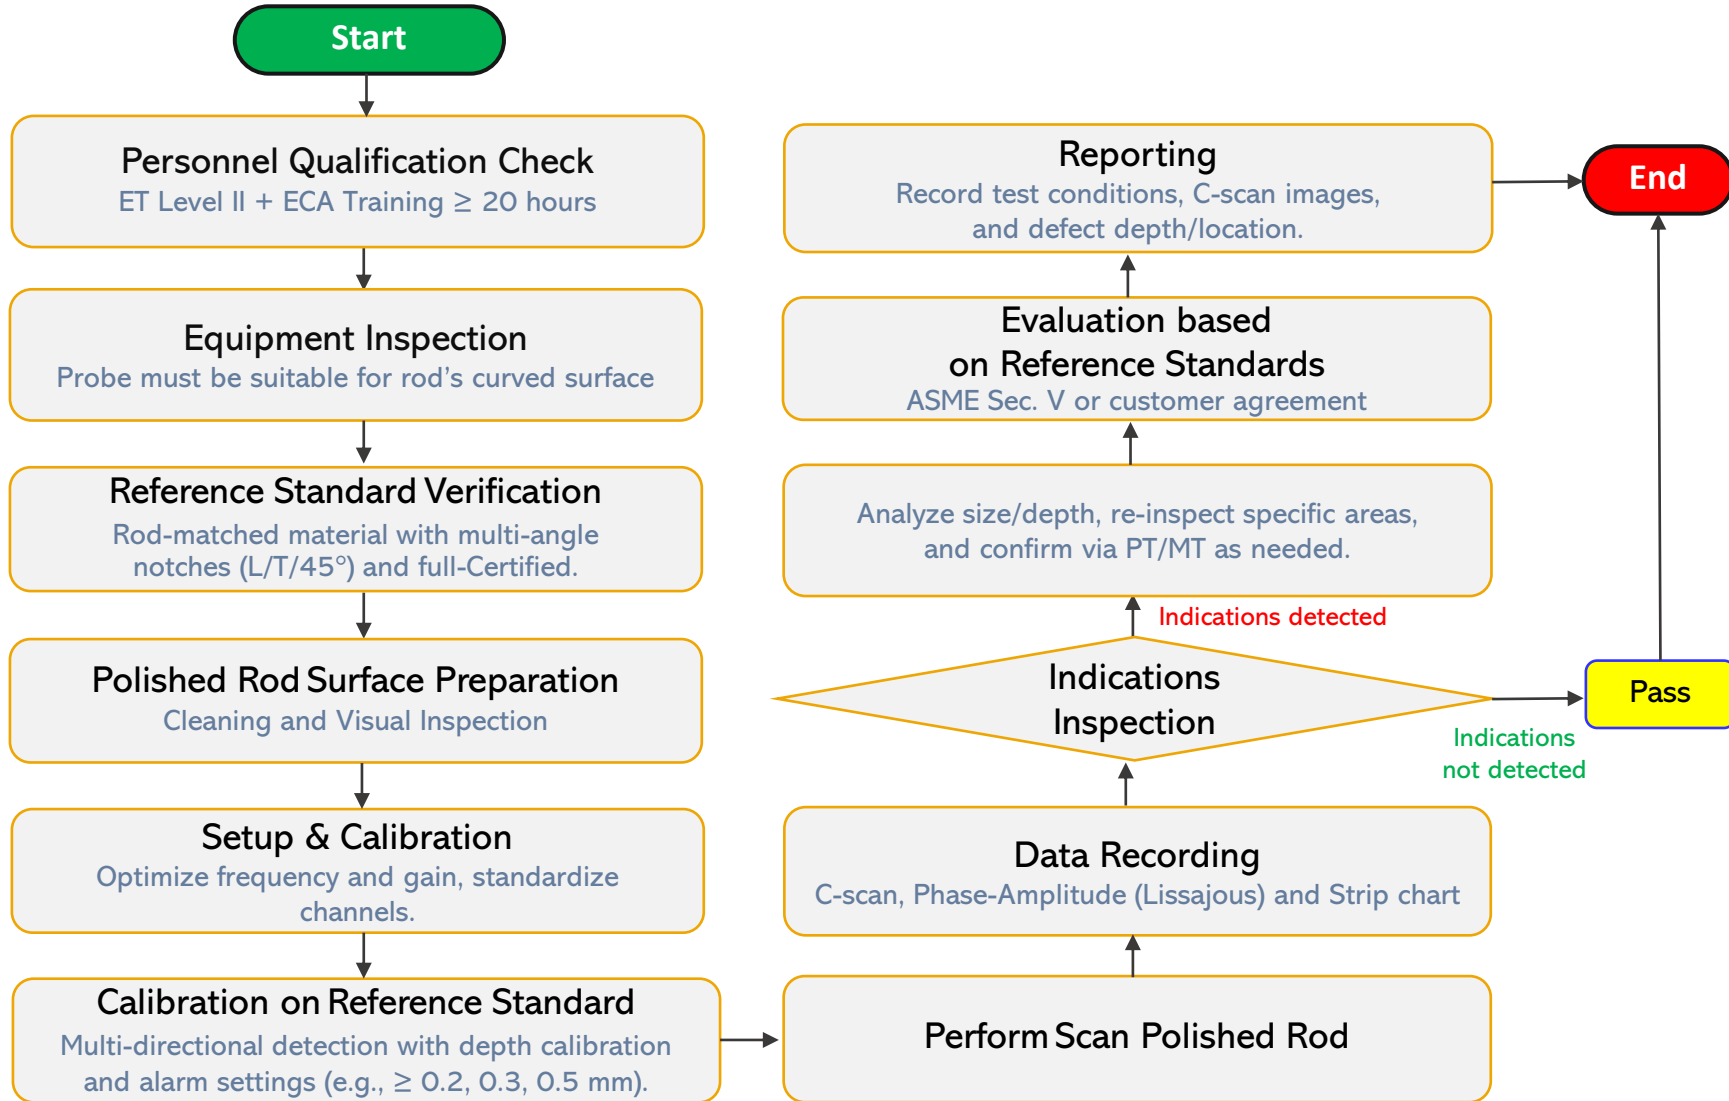 Start
Personnel Qualification Check
ET Level II + ECA Training ≥ 20 hours
Equipment Inspection
Probe must be suitable for rod's curved surface
Reference Standard Verification
Rod-matched material with multi-angle
notches (L/T/45°) and full-Certified.
Polished Rod Surface Preparation
Cleaning and Visual Inspection
Setup & Calibration
Optimize frequency and gain, standardize
channels.
Calibration on Reference Standard
Multi-directional detection with depth calibration
and alarm settings (e.g., ≥ 0.2, 0.3, 0.5 mm).
Perform Scan Polished Rod
Data Recording
C-scan, Phase-Amplitude (Lissajous) and Strip chart
Indications
Inspection
Indications detected
Indications
not detected
Pass
Analyze size/depth, re-inspect specific areas,
and confirm via PT/MT as needed.
Evaluation based
on Reference Standards
ASME Sec. V or customer agreement
Reporting
Record test conditions, C-scan images,
and defect depth/location.
End